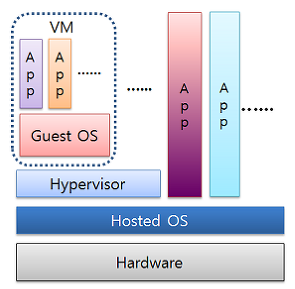 VM
App
App
......
Guest OS
......
App
App
......
Hypervisor
Hosted OS
Hardware